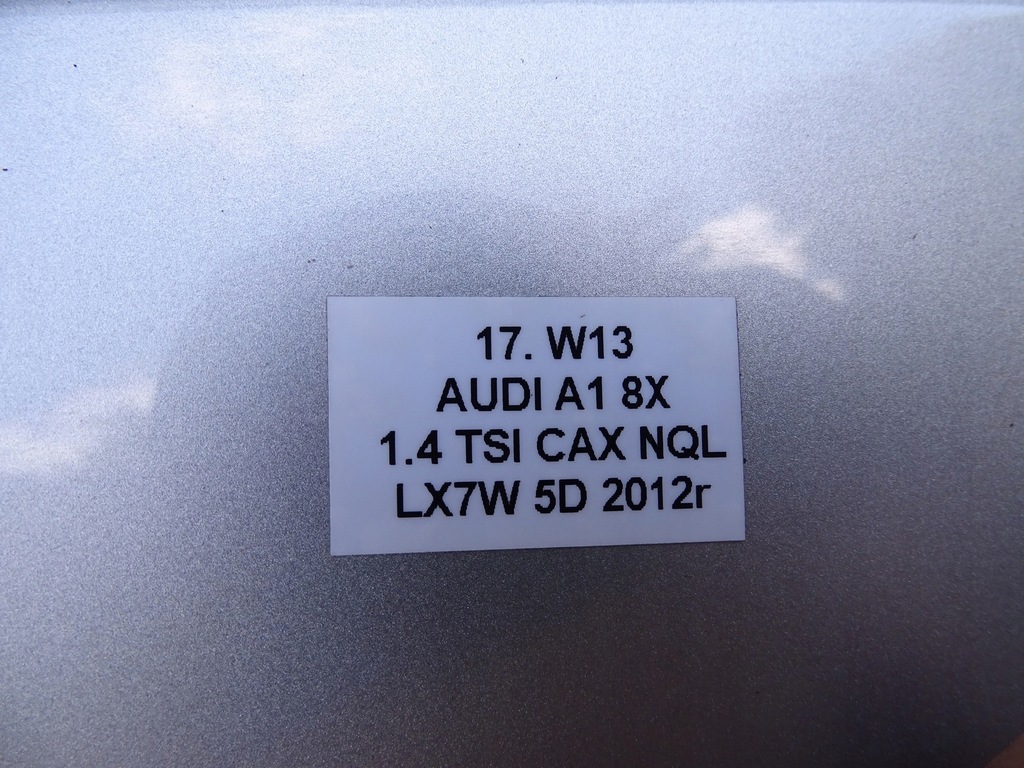 17. W13
AUDI A1 8X
1.4 TSI CAX NQL
LX7W 5D 2012r